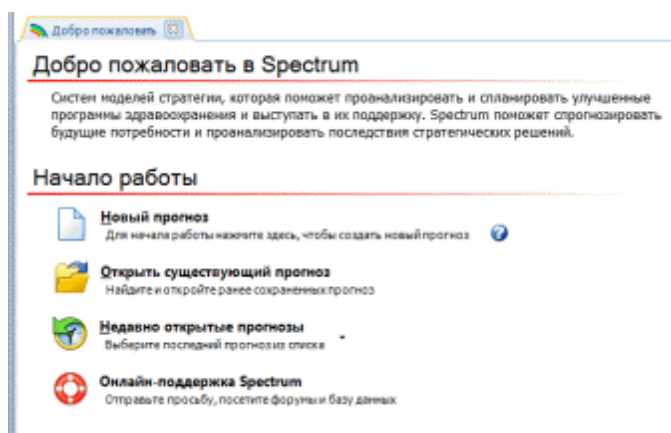 Добро пожаловать
Добро пожаловать в Spectrum
Систем моделей стратегии, которая поможет проанализировать и спланировать улучшенные
программы здравоохранения и выступать в их поддержку. Spectrum поможет спрогнозировать
будущие потребности и проанализировать последствия стратегических решений.
Начало работы
Новый прогноз
Для начала работы нажмите здесь, чтобы создать новый прогноз
Открыть существующий прогноз
Найдите и откройте ранее сохраненных прогноз
Недавно открытые прогнозы
Выберите последний прогноз из списка
Онлайн-поддержка Spectrum
Отправьте просьбу, посетите форумы и базу данных